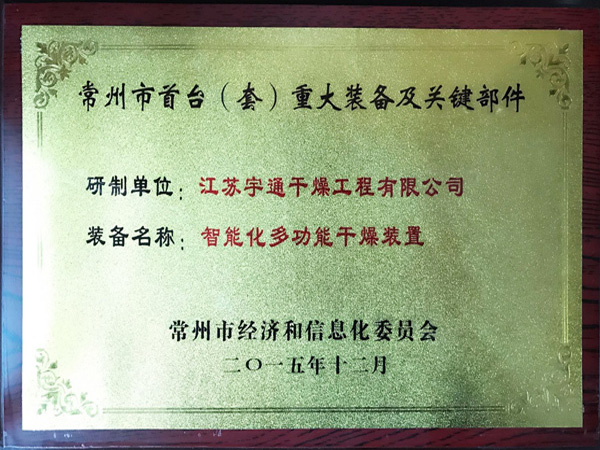 常州市首台（套）重大装备及关键部件
研制单位：江苏宇通干燥工程有限公司
装备名称：智能化多功能干燥装置
常州市经济和信息化委员会
二〇一五年十二月